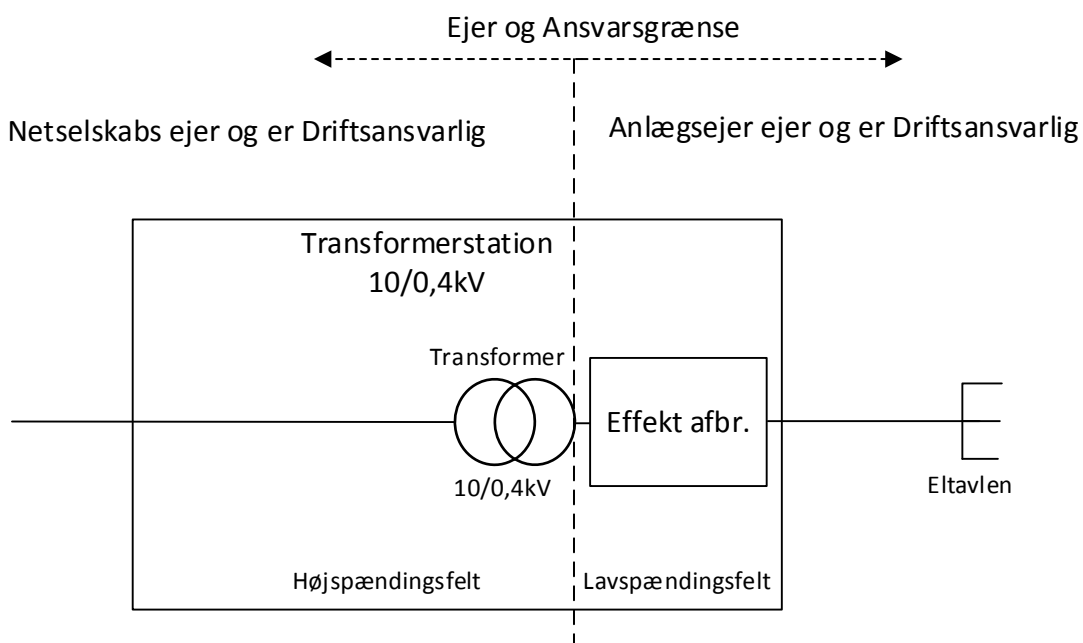 Ejer og Ansvarsgrænse
Netselskabs ejer og er Driftsansvarlig
Anlægsejer ejer og er Driftsansvarlig
Transformerstation
10/0,4kV
Transformer
Effekt afbr.
10/0,4kV
Eltavlen
Højspændingsfelt
Lavspændingsfelt